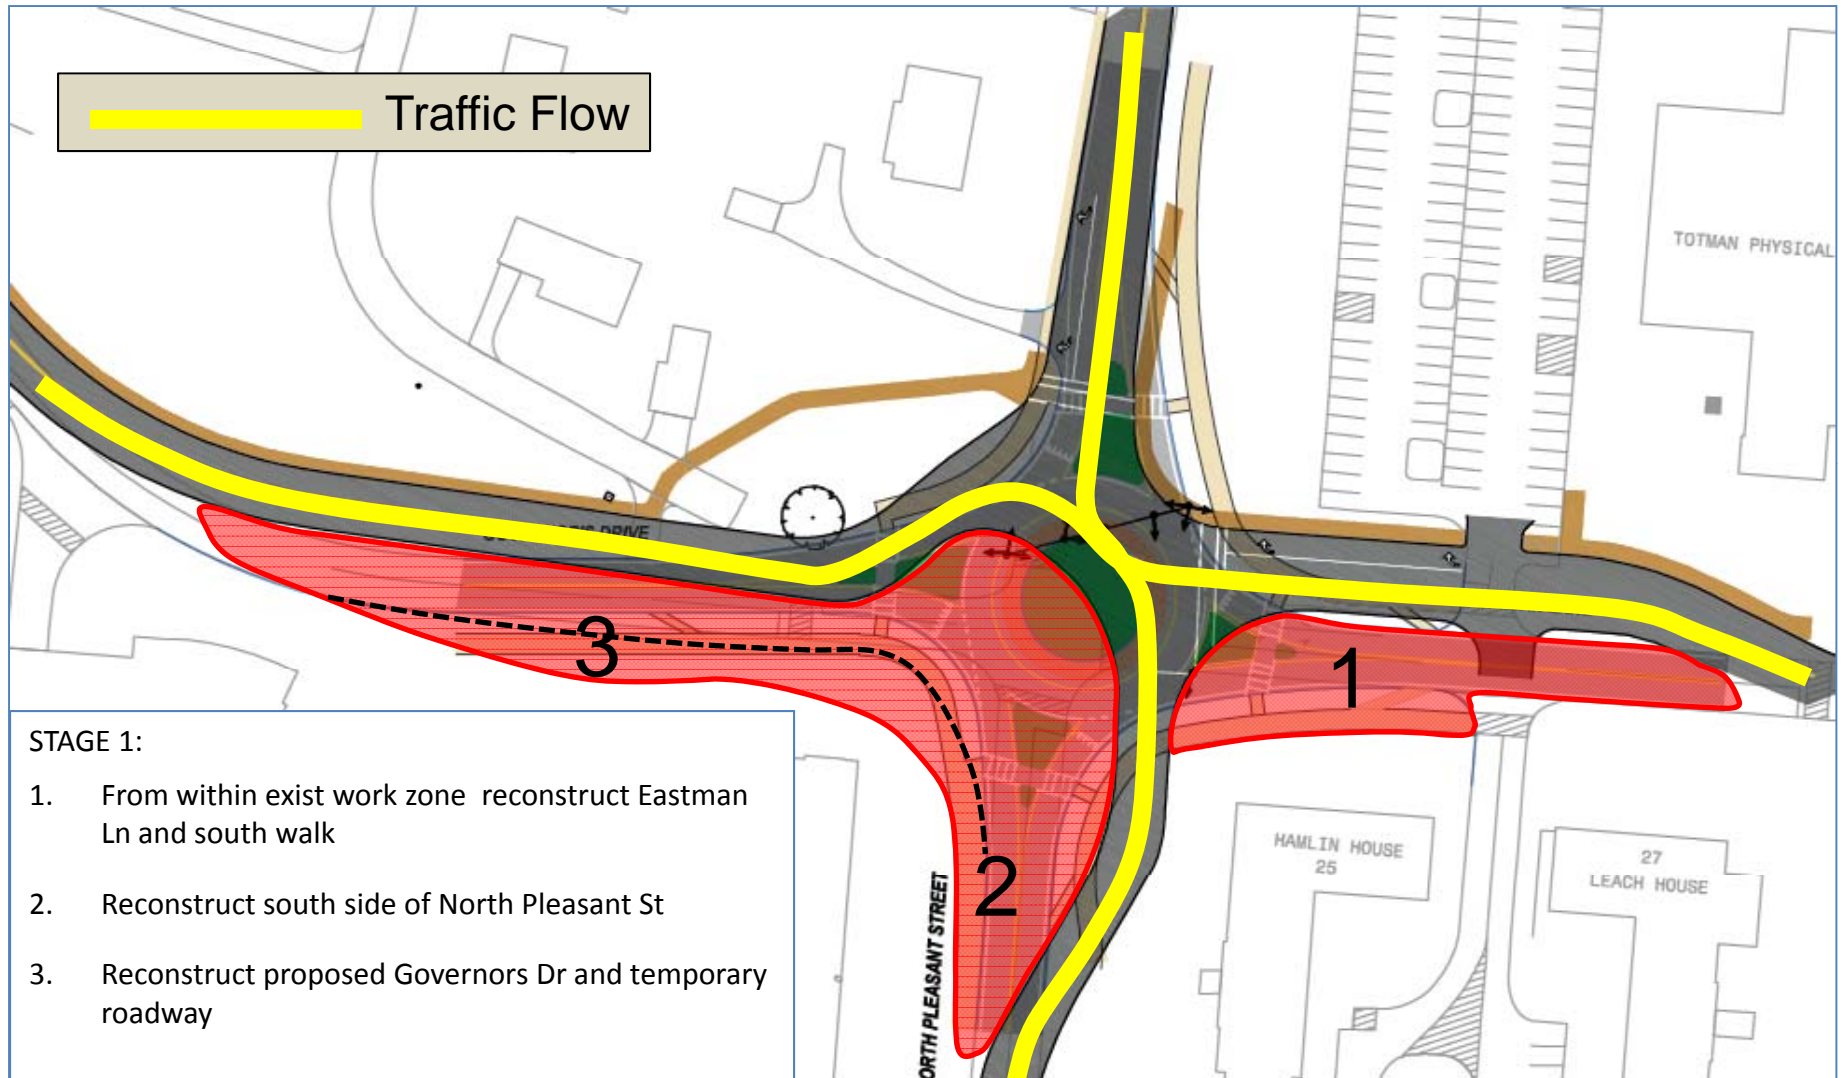 Traffic Flow
TOTMAN PHYSICAL
DRIVE
3
1
2
STAGE 1:
1. From within exist work zone reconstruct Eastman
Ln and south walk
2. Reconstruct south side of North Pleasant St
3. Reconstruct proposed Governors Dr and temporary
roadway
ORTH PLEASANT STREET
HAMLIN HOUSE
25
27
LEACH HOUSE